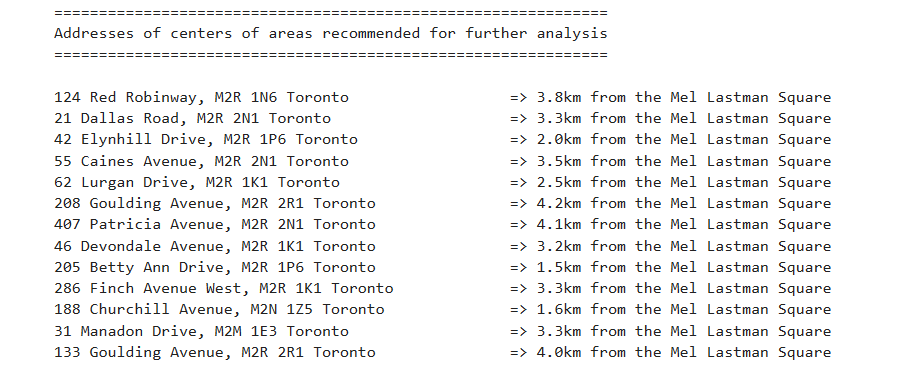 ==============================================================
Addresses of centers of areas recommended for further analysis
==============================================================
124 Red Robinway, M2R 1N6 Toronto => 3.8km from the Mel Lastman Square
21 Dallas Road, M2R 2N1 Toronto => 3.3km from the Mel Lastman Square
42 Elynhill Drive, M2R 1P6 Toronto => 2.0km from the Mel Lastman Square
55 Caines Avenue, M2R 2N1 Toronto => 3.5km from the Mel Lastman Square
62 Lurgan Drive, M2R 1K1 Toronto => 2.5km from the Mel Lastman Square
208 Goulding Avenue, M2R 2R1 Toronto => 4.2km from the Mel Lastman Square
407 Patricia Avenue, M2R 2N1 Toronto => 4.1km from the Mel Lastman Square
46 Devondale Avenue, M2R 1K1 Toronto => 3.2km from the Mel Lastman Square
205 Betty Ann Drive, M2R 1P6 Toronto => 1.5km from the Mel Lastman Square
286 Finch Avenue West, M2R 1K1 Toronto => 3.3km from the Mel Lastman Square
188 Churchill Avenue, M2N 1Z5 Toronto => 1.6km from the Mel Lastman Square
31 Manadon Drive, M2M 1E3 Toronto => 3.3km from the Mel Lastman Square
133 Goulding Avenue, M2R 2R1 Toronto => 4.0km from the Mel Lastman Square